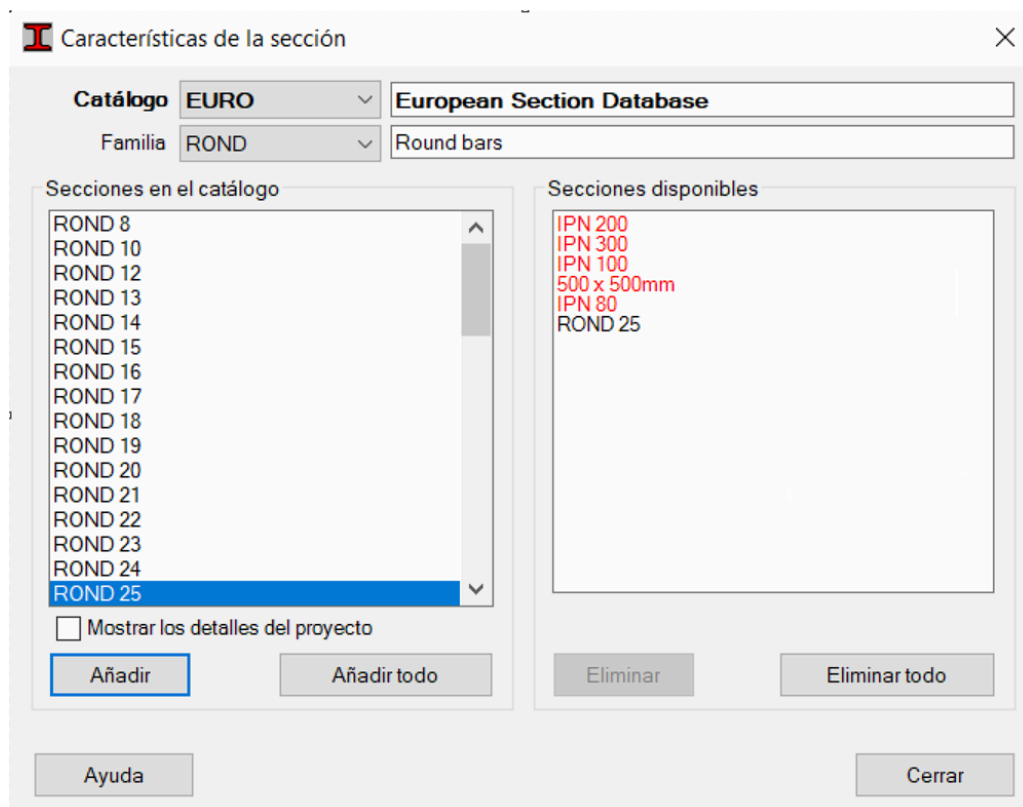 Características de la sección
Catálogo EURO European Section Database
Familia ROND Round bars
Secciones en el catálogo
ROND 8
ROND 10
ROND 12
ROND 13
ROND 14
ROND 15
ROND 16
ROND 17
ROND 18
ROND 19
ROND 20
ROND 21
ROND 22
ROND 23
ROND 24
ROND 25
Mostrar los detalles del proyecto
Añadir
Añadir todo
Secciones disponibles
IPN 200
IPN 300
IPN 100
500 x 500mm
IPN 80
ROND 25
Eliminar
Eliminar todo
Ayuda
Cerrar